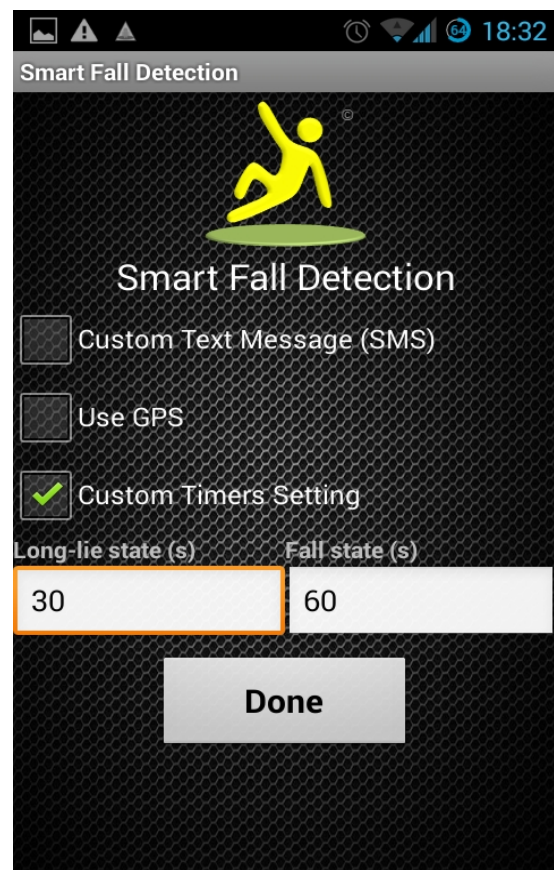 64 18:32
Smart Fall Detection
©
Smart Fall Detection
Custom Text Message (SMS)
Use GPS
Custom Timers Setting
Long-lie state (s) Fall state (s)
30 60
Done